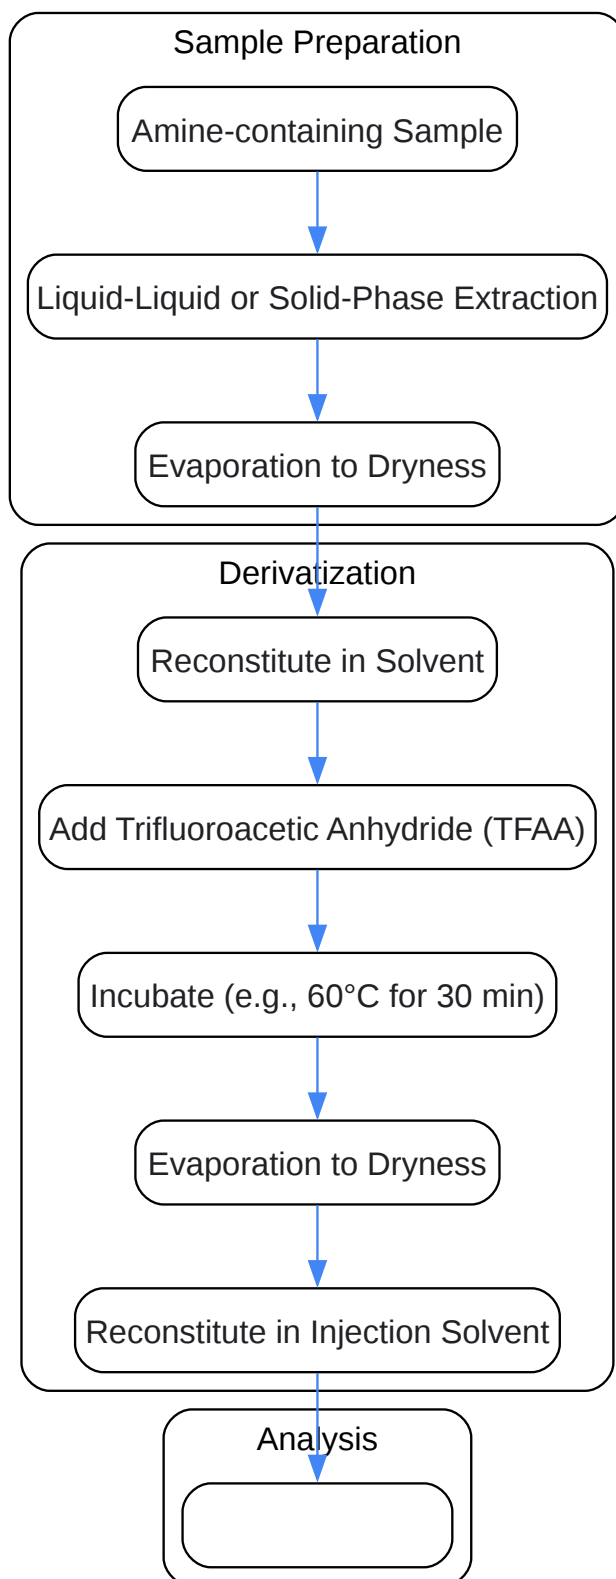 Sample Preparation
Amine-containing Sample
Liquid-Liquid or Solid-Phase Extraction
Evaporation to Dryness
Derivatization
Reconstitute in Solvent
Add Trifluoroacetic Anhydride (TFAA)
Incubate (e.g., 60°C for 30 min)
Evaporation to Dryness
Reconstitute in Injection Solvent
Analysis